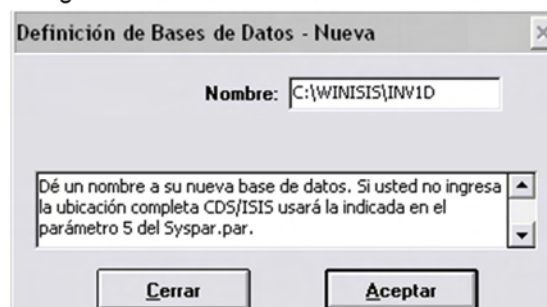 Definición de Bases de Datos - Nueva
Nombre: C:\WINISIS\INV1D
Dé un nombre a su nueva base de datos. Si usted no ingresa
la ubicación completa CDS/ISIS usará la indicada en el
parámetro 5 del Syspar.par.
Cerrar Aceptar